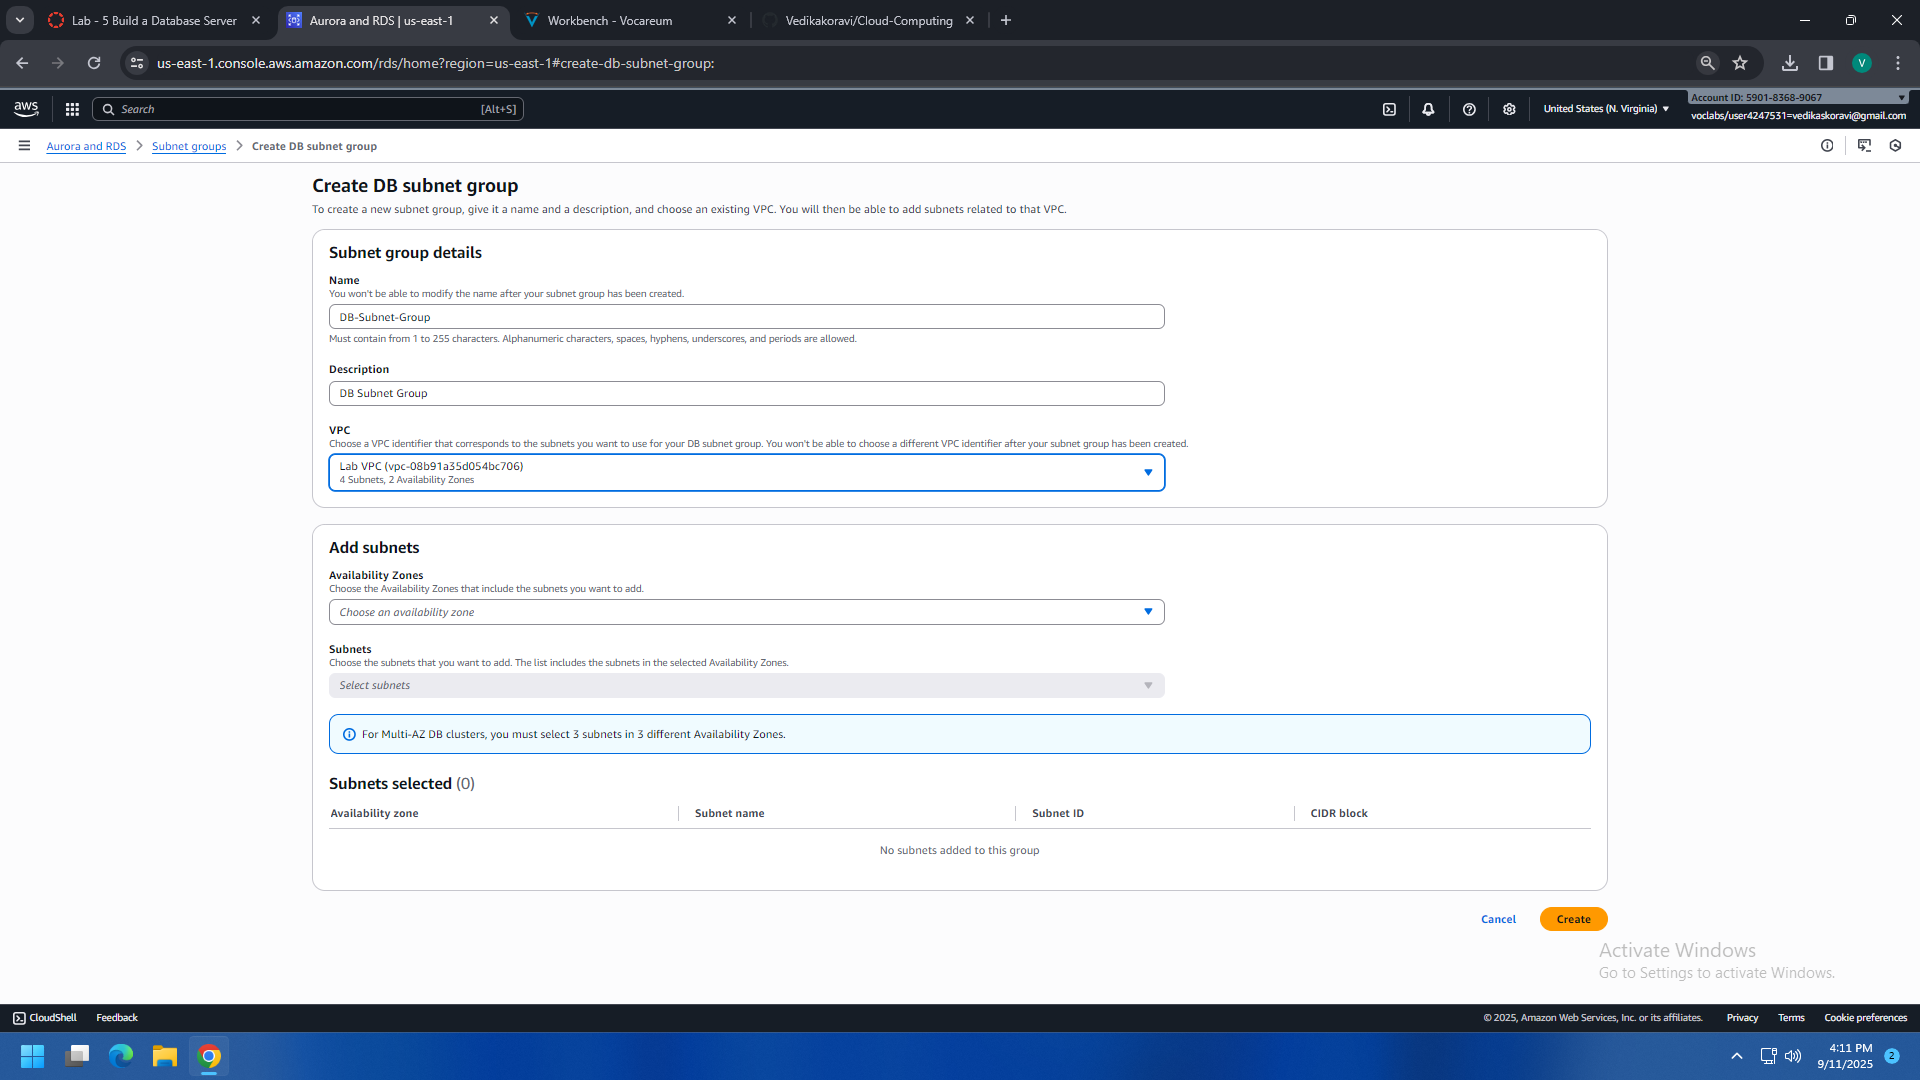 Lab - 5 Build a Database Server
Aurora and RDS | us-east-1
Workbench - Vocareum
Vedikakoravi/Cloud-Computing
us-east-1.console.aws.amazon.com/rds/home?region=us-east-1#create-db-subnet-group:
V
aws
Search
[Alt+S]
United States (N. Virginia)
Account ID: 5901-8368-9067
voclabs/user4247531=vedikaskoravi@gmail.com
Aurora and RDS
Subnet groups
Create DB subnet group
Create DB subnet group
To create a new subnet group, give it a name and a description, and choose an existing VPC. You will then be able to add subnets related to that VPC.
Subnet group details
Name
You won't be able to modify the name after your subnet group has been created.
DB-Subnet-Group
Must contain from 1 to 255 characters. Alphanumeric characters, spaces, hyphens, underscores, and periods are allowed.
Description
DB Subnet Group
VPC
Choose a VPC identifier that corresponds to the subnets you want to use for your DB subnet group. You won't be able to choose a different VPC identifier after your subnet group has been created.
Lab VPC (vpc-08b91a35d054bc706)
4 Subnets, 2 Availability Zones
Add subnets
Availability Zones
Choose the Availability Zones that include the subnets you want to add.
Choose an availability zone
Subnets
Choose the subnets that you want to add. The list includes the subnets in the selected Availability Zones.
Select subnets
For Multi-AZ DB clusters, you must select 3 subnets in 3 different Availability Zones.
Subnets selected (0)
Availability zone
Subnet name
Subnet ID
CIDR block
No subnets added to this group
Cancel
Create
Activate Windows
Go to Settings to activate Windows.
CloudShell
Feedback
© 2025, Amazon Web Services, Inc. or its affiliates.
Privacy
Terms
Cookie preferences
4:11 PM
9/11/2025
2